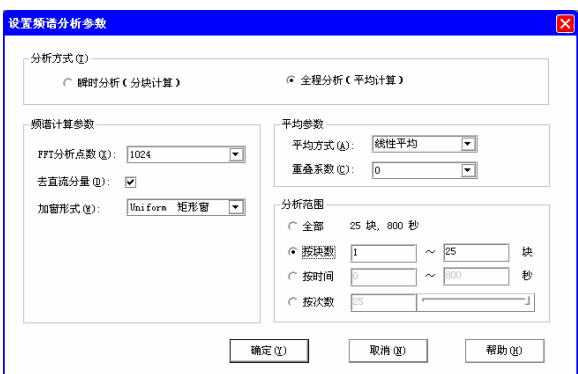 设置频谱分析参数
分析方式(T)
瞬时分析(分块计算)
全程分析(平均计算)
频谱计算参数
FFT分析点数(X): 1024
去直流分量(D):
加窗形式(W): Uniform 矩形窗
平均参数
平均方式(A): 线性平均
重叠系数(C): 0
分析范围
全部 25 块, 800 秒
按块数 1 ~ 25 块
按时间 0 ~ 800 秒
按次数 25
确定(Y) 取消(N) 帮助(H)